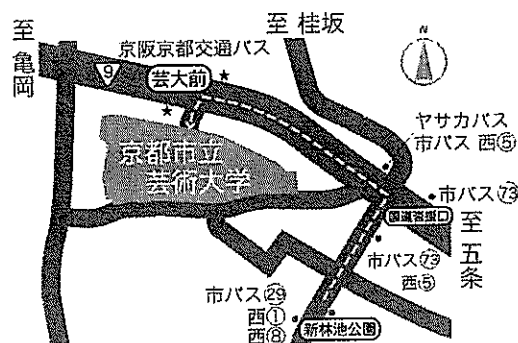 至
亀
岡
9
京阪京都交通バス
芸大前
至 桂坂
N
ヤサカバス
市バス 西⑤
京都市立
芸術大学
市バス㉓
国道沓掛口
至
五
条
市バス㉓
西⑤
市バス㉙
西①
西⑧
新林池公園